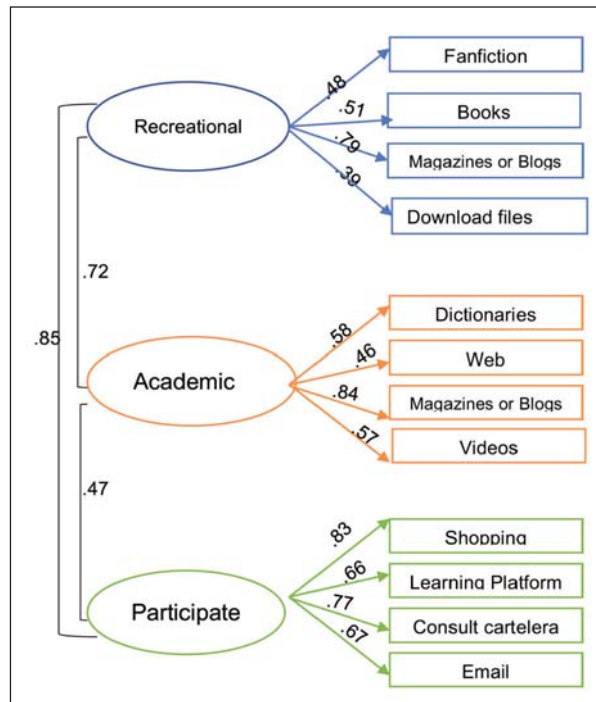 .48
Fanfiction
.51
Books
Recreational
.79
Magazines or Blogs
.39
Download files
.72
.85
.58
Dictionaries
.46
Web
Academic
.84
Magazines or Blogs
.57
Videos
.47
.83
Shopping
.66
Learning Platform
Participate
.77
Consult cartelera
.67
Email